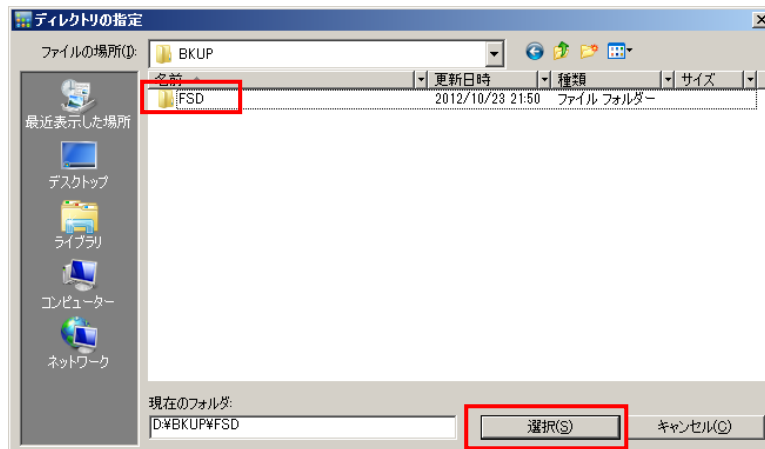 ディレクトリの指定
ファイルの場所(I):
BKUP
名前
更新日時
種類
サイズ
FSD
2012/10/23 21:50
ファイル フォルダー
最近表示した場所
デスクトップ
ライブラリ
コンピューター
ネットワーク
現在のフォルダ:
D:¥BKUP¥FSD
選択(S)
キャンセル(C)